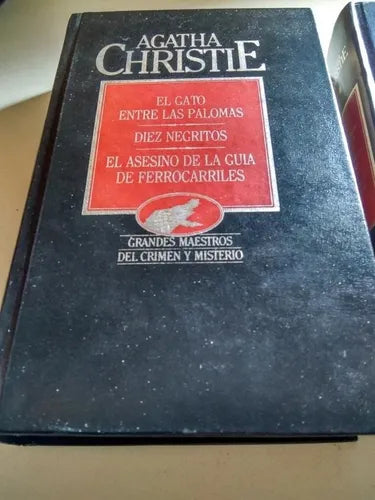 AGATHA
CHRISTIE
EL GATO
ENTRE LAS PALOMAS
DIEZ NEGRITOS
EL ASESINO DE LA GUIA
DE FERROCARRILES
GRANDES MAESTROS
DEL CRIMEN Y MISTERIO